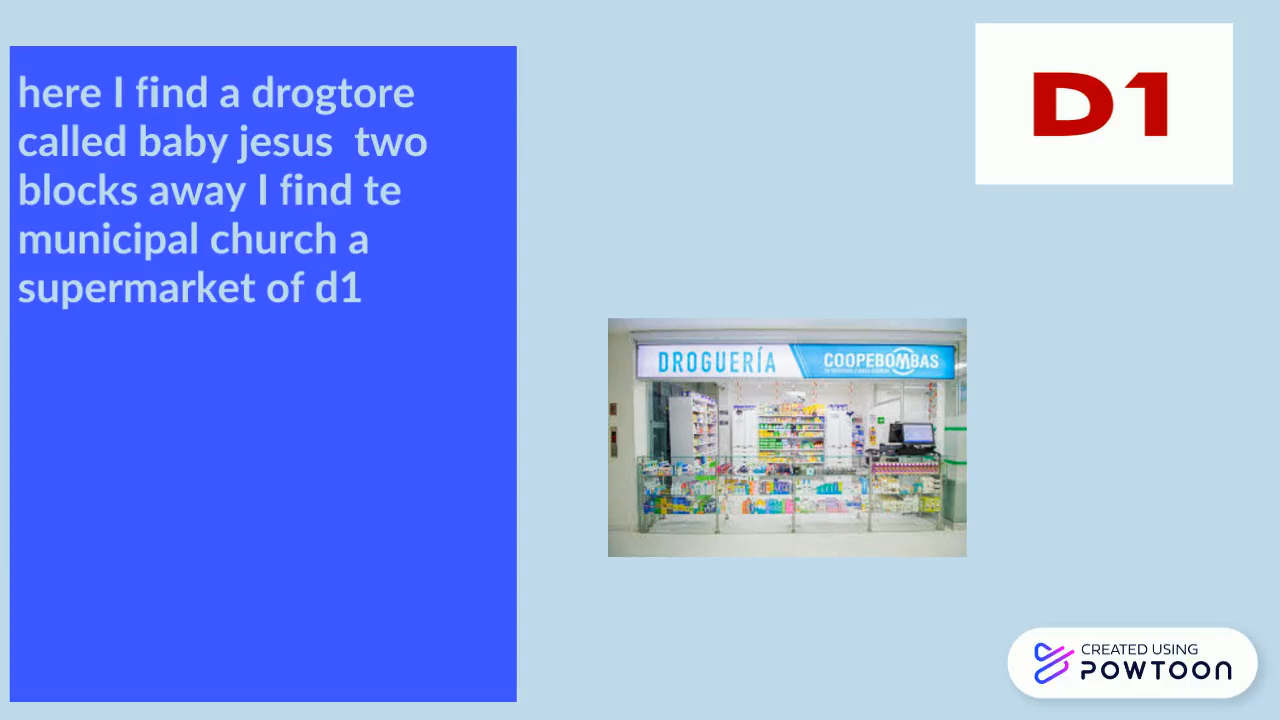 here I find a drogtore
called baby jesus two
blocks away I find te
municipal church a
supermarket of d1
D1
DROGUERÍA COOPEBOMBAS
CREATED USING
POWTOON